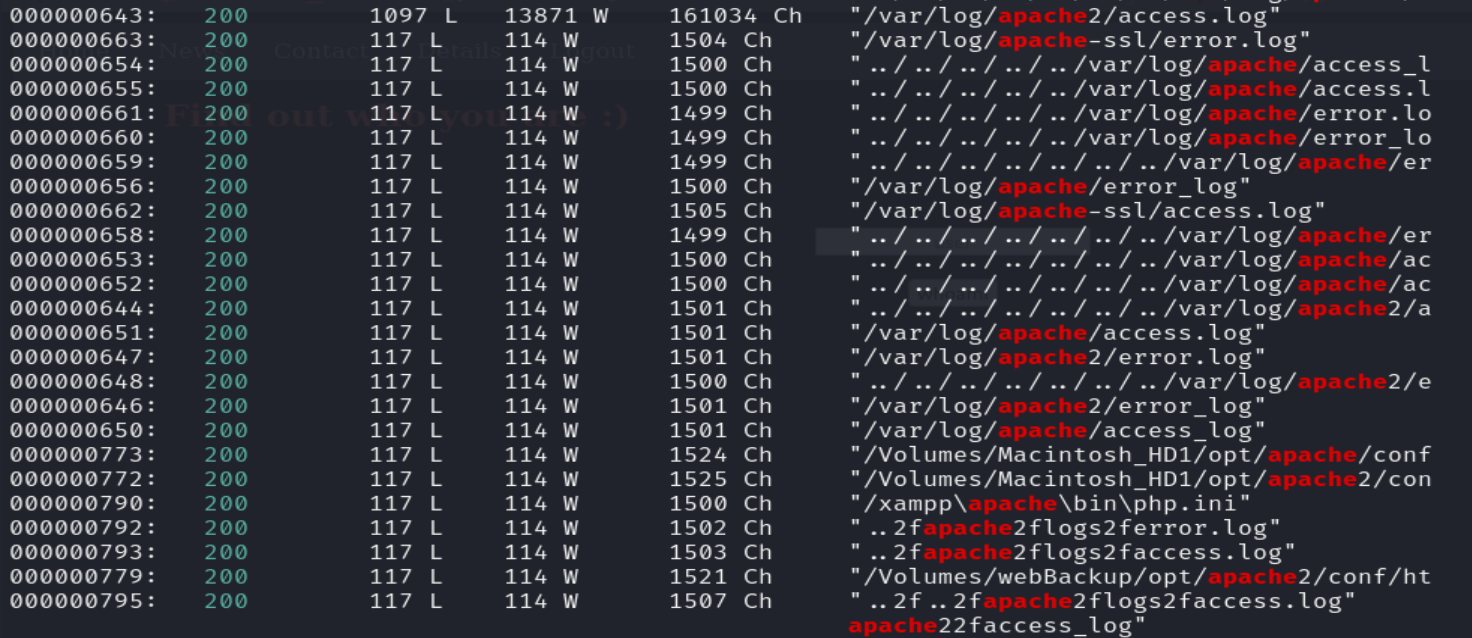 000000643: 200 1097 L 13871 W 161034 Ch "/var/log/apache2/access.log"
000000663: 200 117 L 114 W 1504 Ch "/var/log/apache-ssl/error.log"
000000654: 200 117 L 114 W 1500 Ch "../../../../../var/log/apache/access_l
000000655: 200 117 L 114 W 1500 Ch "../../../../../var/log/apache/access.l
000000661: 200 117 L 114 W 1499 Ch "../../../../../var/log/apache/error.lo
000000660: 200 117 L 114 W 1499 Ch "../../../../../var/log/apache/error_lo
000000659: 200 117 L 114 W 1499 Ch "../../../../../../../var/log/apache/er
000000656: 200 117 L 114 W 1500 Ch "/var/log/apache/error_log"
000000662: 200 117 L 114 W 1505 Ch "/var/log/apache-ssl/access.log"
000000658: 200 117 L 114 W 1499 Ch "../../../../../../../var/log/apache/er
000000653: 200 117 L 114 W 1500 Ch "../../../../../../../var/log/apache/ac
000000652: 200 117 L 114 W 1500 Ch "../../../../../../../var/log/apache/ac
000000644: 200 117 L 114 W 1501 Ch "../../../../../../../var/log/apache2/a
000000651: 200 117 L 114 W 1501 Ch "/var/log/apache/access.log"
000000647: 200 117 L 114 W 1501 Ch "/var/log/apache2/error.log"
000000648: 200 117 L 114 W 1500 Ch "../../../../../../../var/log/apache2/e
000000646: 200 117 L 114 W 1501 Ch "/var/log/apache2/error_log"
000000650: 200 117 L 114 W 1501 Ch "/var/log/apache/access_log"
000000773: 200 117 L 114 W 1524 Ch "/Volumes/Macintosh_HD1/opt/apache/conf
000000772: 200 117 L 114 W 1525 Ch "/Volumes/Macintosh_HD1/opt/apache2/con
000000790: 200 117 L 114 W 1500 Ch "/xampp\apache\bin\php.ini"
000000792: 200 117 L 114 W 1502 Ch "..2fapache2flogs2ferror.log"
000000793: 200 117 L 114 W 1503 Ch "..2fapache2flogs2faccess.log"
000000779: 200 117 L 114 W 1521 Ch "/Volumes/webBackup/opt/apache2/conf/ht
000000795: 200 117 L 114 W 1507 Ch "..2f..2fapache2flogs2faccess.log"
apache22faccess_log"